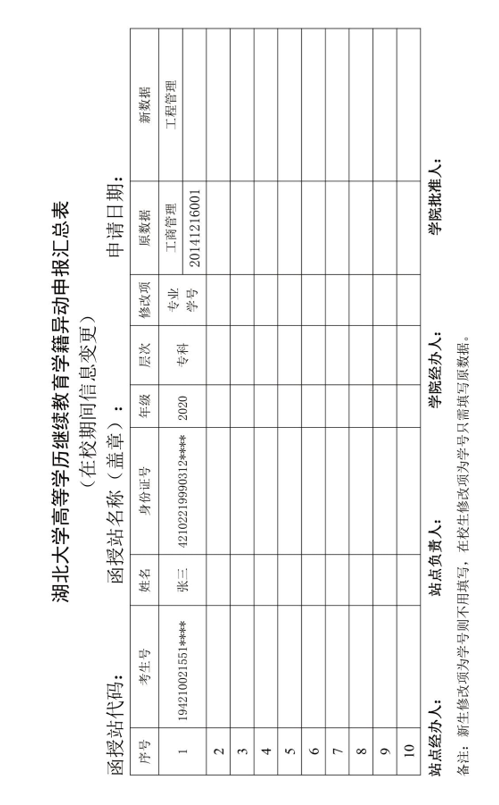 湖北大学高等学历继续教育学籍异动申报汇总表
（在校期间信息变更）
函授站代码： 函授站名称（盖章）： 申请日期：
序号 考生号 姓名 身份证号 年级 层次 修改项 原数据 新数据
1 194210021551**** 张三 42102219990312**** 2020 专科 专业 工商管理 工程管理
学号 20141216001
2
3
4
5
6
7
8
9
10
站点经办人： 站点负责人： 学院经办人： 学院批准人：
备注：新生修改项为学号则不用填写，在校生修改项为学号只需填写原数据。